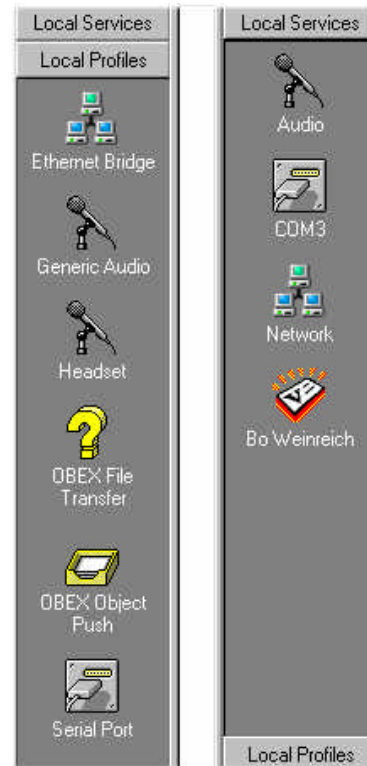 Local Services
Local Profiles
Ethernet Bridge
Generic Audio
Headset
OBEX File
Transfer
OBEX Object
Push
Serial Port
Local Services
Audio
COM3
Network
Bo Weinreich
Local Profiles